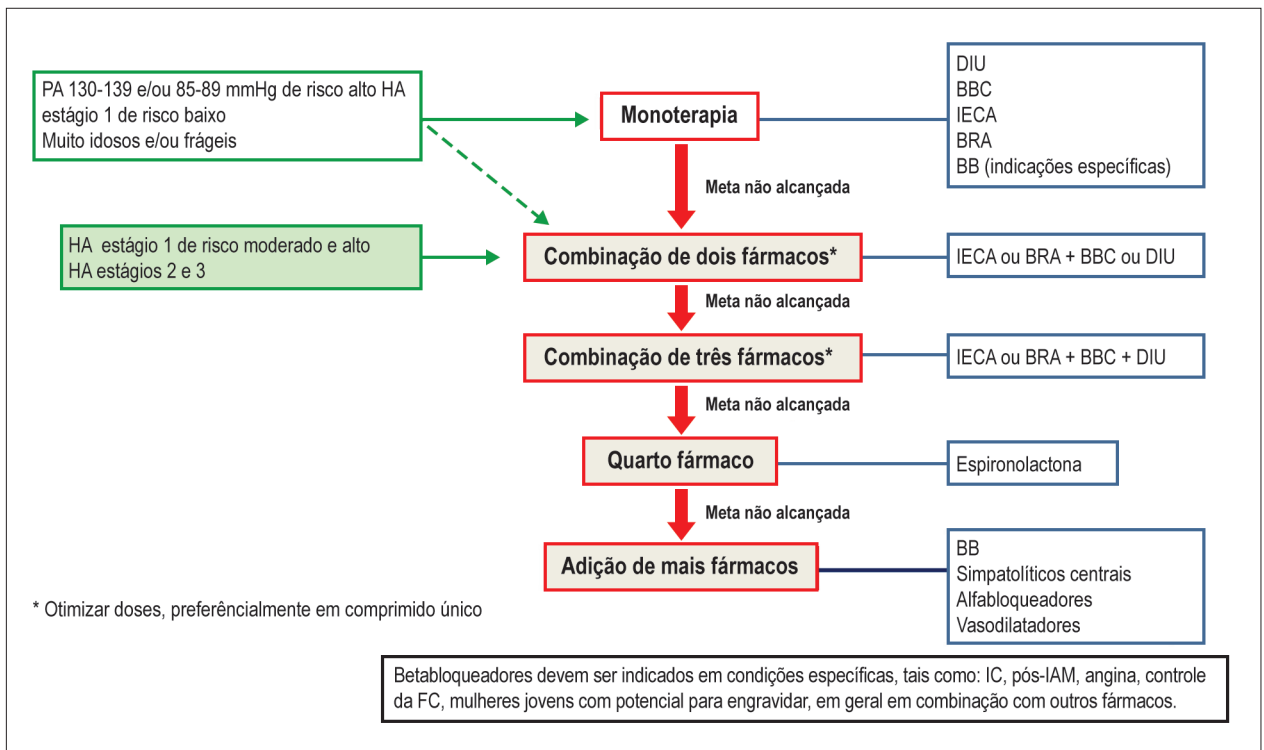 PA 130-139 e/ou 85-89 mmHg de risco alto HA
estágio 1 de risco baixo
Muito idosos e/ou frágeis
Monoterapia
DIU
BBC
IECA
BRA
BB (indicações específicas)
Meta não alcançada
HA estágio 1 de risco moderado e alto
HA estágios 2 e 3
Combinação de dois fármacos*
IECA ou BRA + BBC ou DIU
Meta não alcançada
Combinação de três fármacos*
IECA ou BRA + BBC + DIU
Meta não alcançada
Quarto fármaco
Espironolactona
Meta não alcançada
Adição de mais fármacos
BB
Simpatolíticos centrais
Alfabloqueadores
Vasodilatadores
* Otimizar doses, preferêncialmente em comprimido único
Betabloqueadores devem ser indicados em condições específicas, tais como: IC, pós-IAM, angina, controle
da FC, mulheres jovens com potencial para engravidar, em geral em combinação com outros fármacos.